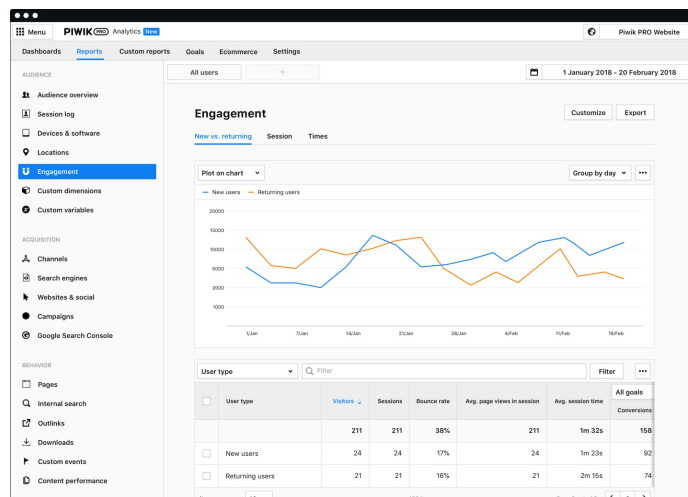 Menu PIWIK PRO Analytics New Piwik PRO Website
Dashboards Reports Custom reports Goals Ecommerce Settings
AUDIENCE
Audience overview
Session log
Devices & software
Locations
Engagement
Custom dimensions
Custom variables
ACQUISITION
Channels
Search engines
Websites & social
Campaigns
Google Search Console
BEHAVIOR
Pages
Internal search
Outlinks
Downloads
Custom events
Content performance
All users + 1 January 2018 - 20 February 2018
Engagement Customize Export
New vs. returning Session Times
Plot on chart Group by day
New users Returning users
20000
15000
10000
5000
2000
1000
1/Jan 7/Jan 14/Jan 21/Jan 28/Jan 4/Feb 11/Feb 18/Feb
User type Filter Filter
User type Visitors Sessions Bounce rate Avg. page views in session Avg. session time All goals
Conversions
211 211 38% 211 1m 32s 158
New users 24 24 17% 24 1m 23s 92
Returning users 21 21 16% 21 2m 15s 74